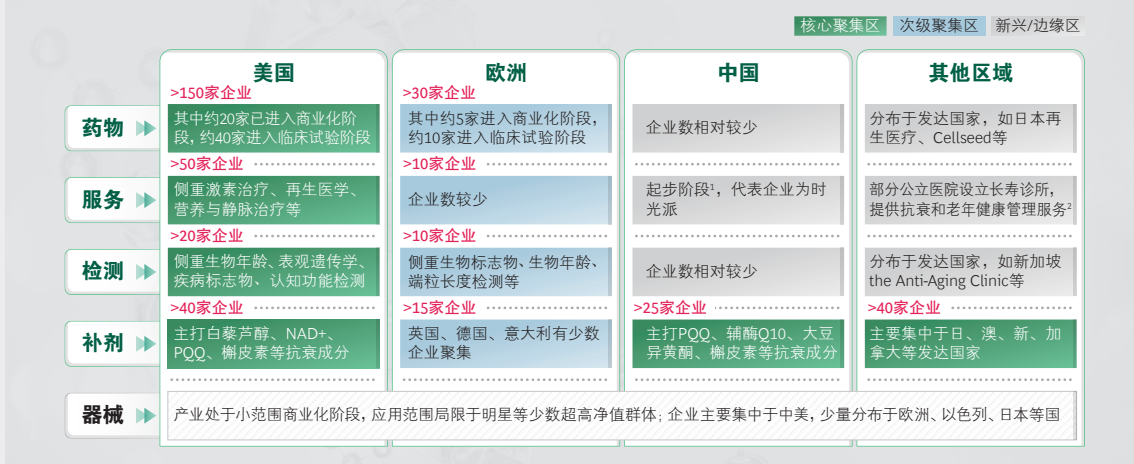 核心聚集区 次级聚集区 新兴/边缘区
美国 欧洲 中国 其他区域
药物
>150家企业
其中约20家已进入商业化阶
段，约40家进入临床试验阶段
>30家企业
其中约5家进入商业化阶段，
约10家进入临床试验阶段
企业数相对较少
分布于发达国家，如日本再
生医疗、Cellseed等
服务
>50家企业
侧重激素治疗、再生医学、
营养与静脉治疗等
>10家企业
企业数较少
起步阶段¹，代表企业为时
光派
部分公立医院设立长寿诊所，
提供抗衰和老年健康管理服务²
检测
>20家企业
侧重生物年龄、表观遗传学、
疾病标志物、认知功能检测
>10家企业
侧重生物标志物、生物年龄、
端粒长度检测等
企业数相对较少
分布于发达国家，如新加坡
the Anti-Aging Clinic等
补剂
>40家企业
主打白藜芦醇、NAD+、
PQQ、槲皮素等抗衰成分
>15家企业
英国、德国、意大利有少数
企业聚集
>25家企业
主打PQQ、辅酶Q10、大豆
异黄酮、槲皮素等抗衰成分
>40家企业
主要集中于日、澳、新、加
拿大等发达国家
器械
产业处于小范围商业化阶段，应用范围局限于明星等少数超高净值群体；企业主要集中于中美，少量分布于欧洲、以色列、日本等国